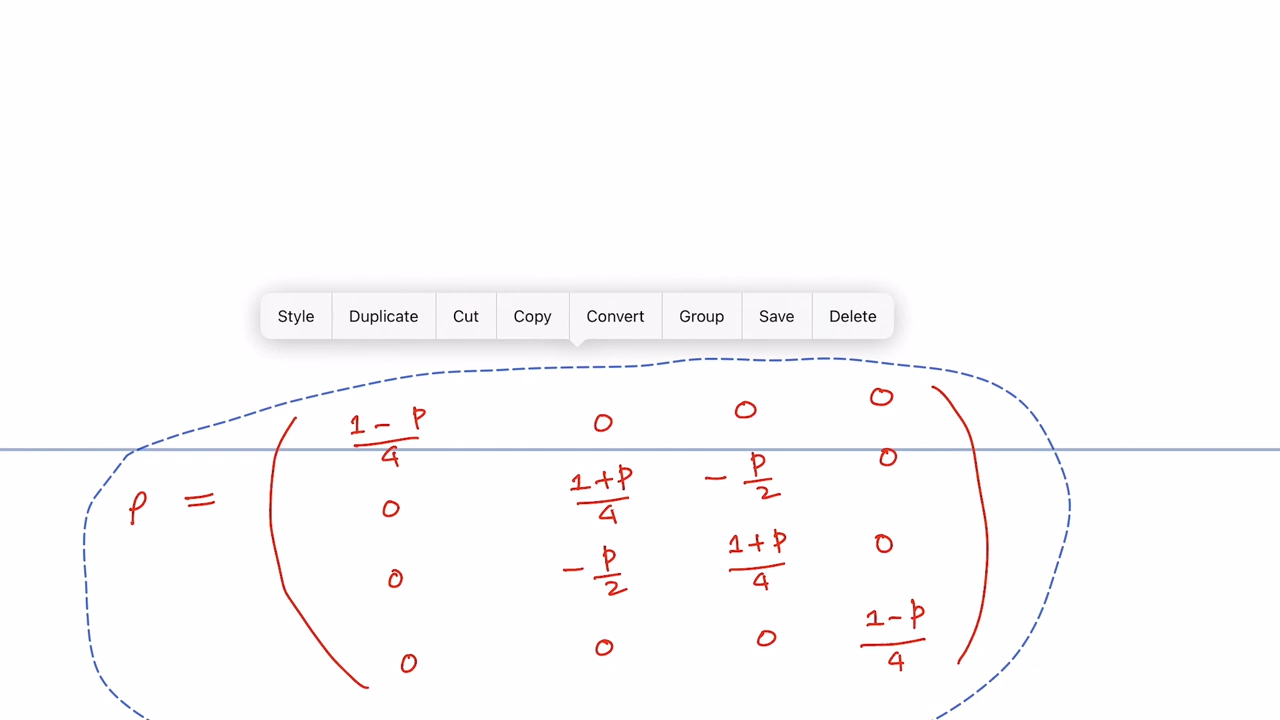 Style Duplicate Cut Copy Convert Group Save Delete
ρ = ( (1-p)/4 0 0 0
0 (1+p)/4 -p/2 0
0 -p/2 (1+p)/4 0
0 0 0 (1-p)/4 )